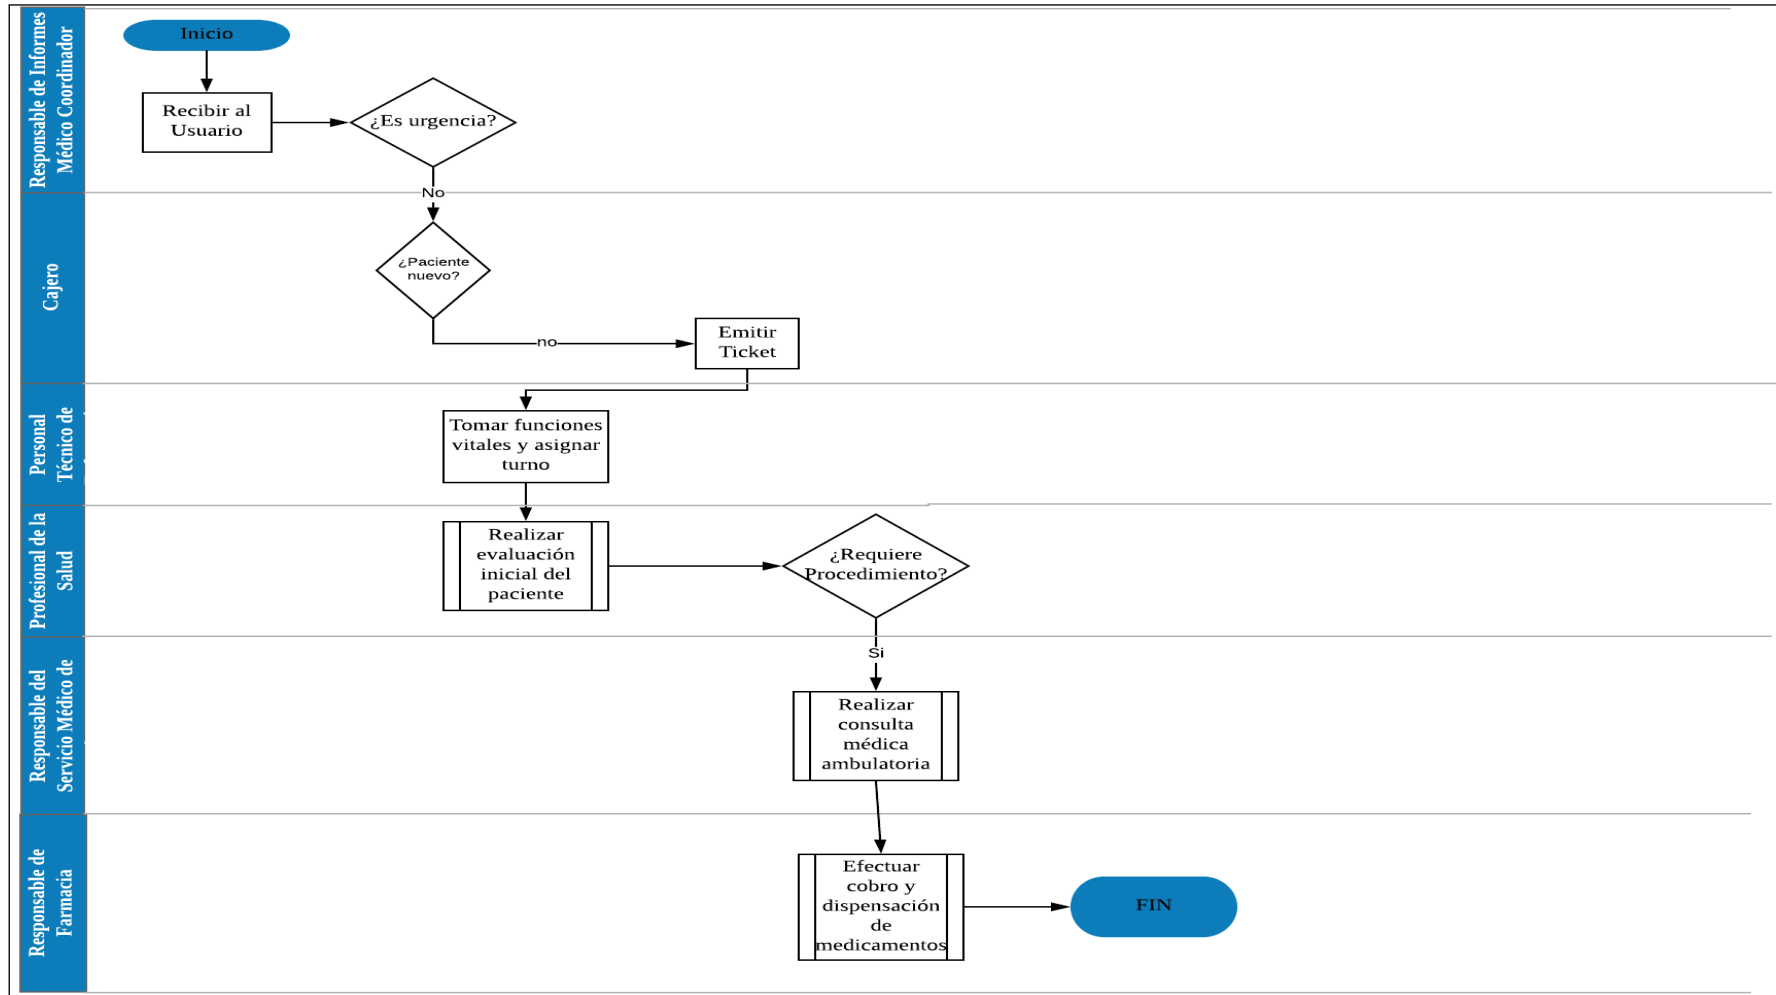 Responsable de Informes
Médico Coordinador
Inicio
Recibir al
Usuario
¿Es urgencia?
No
Cajero
¿Paciente
nuevo?
no
Emitir
Ticket
Personal
Técnico de
Tomar funciones
vitales y asignar
turno
Profesional de la
Salud
Realizar
evaluación
inicial del
paciente
¿Requiere
Procedimiento?
Si
Responsable del
Servicio Médico de
Realizar
consulta
médica
ambulatoria
Responsable de
Farmacia
Efectuar
cobro y
dispensación
de
medicamentos
FIN